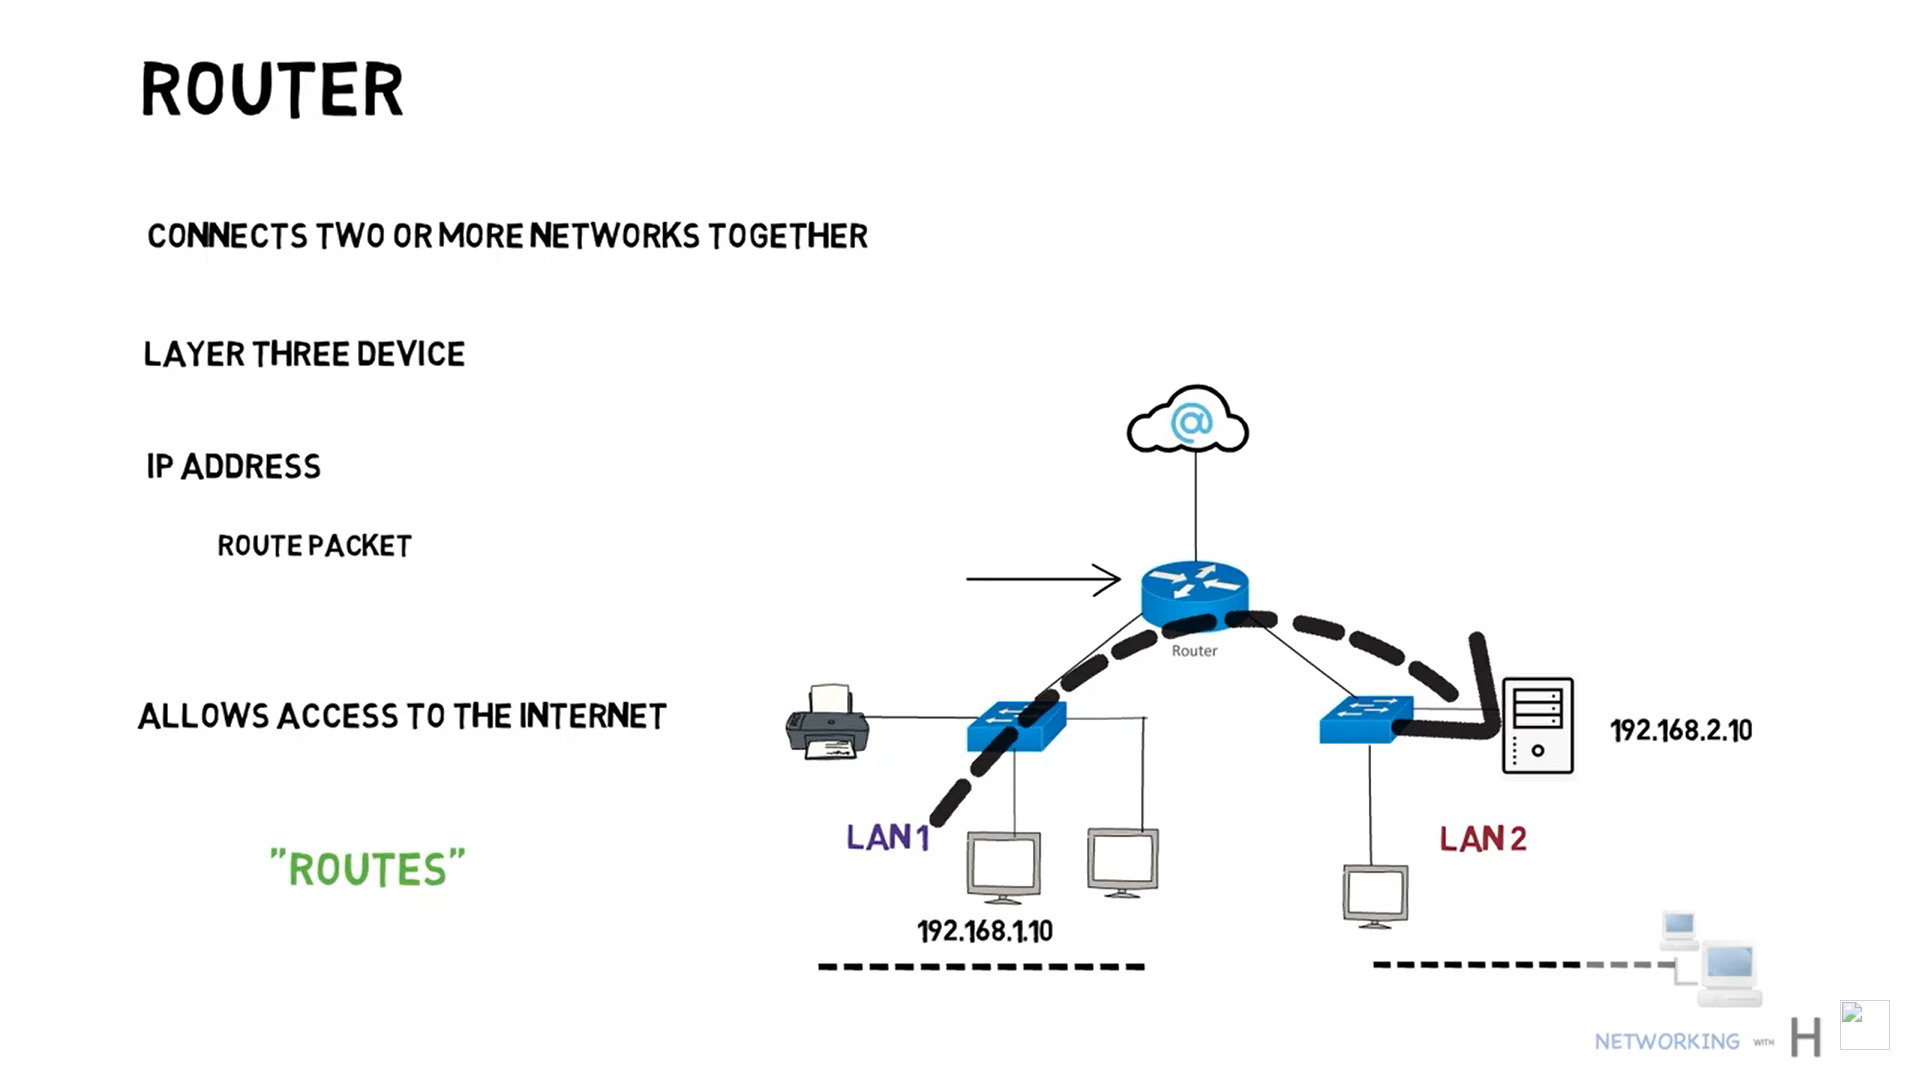 ROUTER
CONNECTS TWO OR MORE NETWORKS TOGETHER
LAYER THREE DEVICE
IP ADDRESS
ROUTE PACKET
ALLOWS ACCESS TO THE INTERNET
"ROUTES"
@
Router
192.168.2.10
LAN 1
LAN 2
192.168.1.10
NETWORKING WITH H